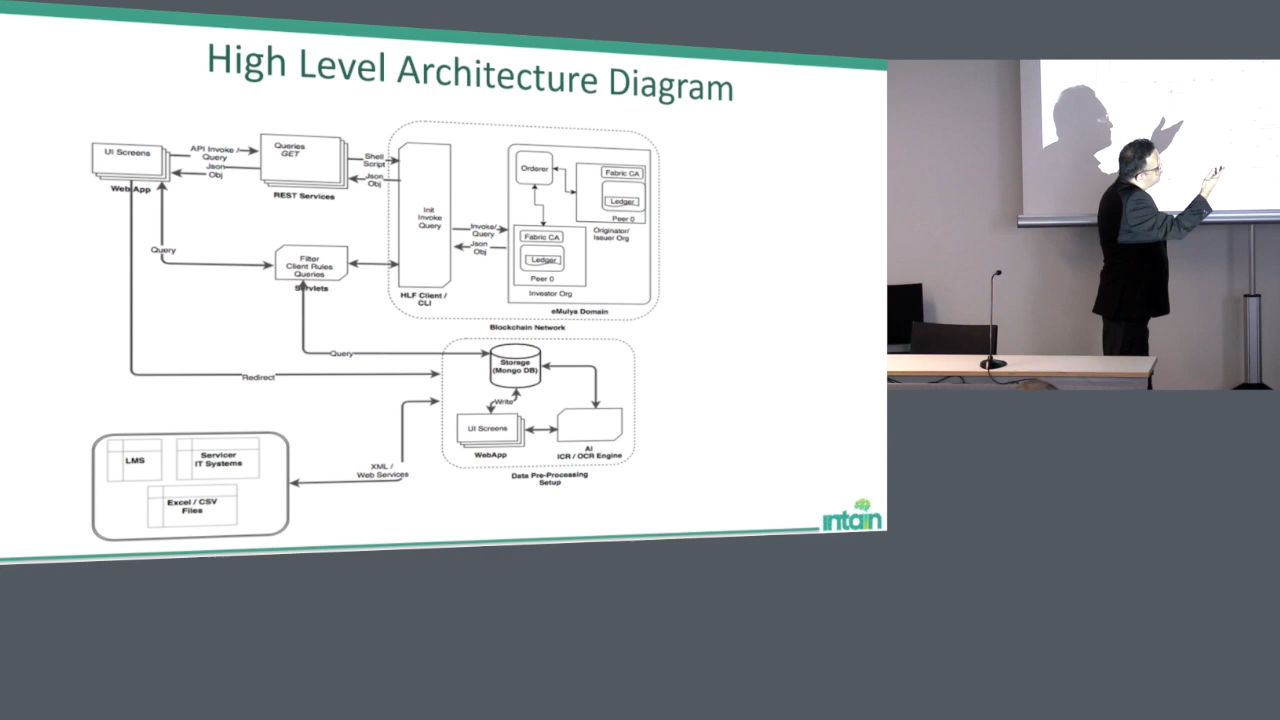 High Level Architecture Diagram
UI Screens
Web App
API Invoke /
Query
Json
Obj
Queries
GET
REST Services
Shell
Script
Json
Obj
Init
Invoke
Query
HLF Client /
CLI
Invoke/
Query
Json
Obj
Orderer
Fabric CA
Ledger
Peer 0
Originator/
Issuer Org
Fabric CA
Ledger
Peer 0
Investor Org
eMulya Domain
Blockchain Network
Query
Filter
Client Rules
Queries
Servlets
Query
Redirect
Storage
(Mongo DB)
Write
UI Screens
WebApp
AI
ICR / OCR Engine
Data Pre-Processing
Setup
XML /
Web Services
LMS
Servicer
IT Systems
Excel / CSV
Files
intain